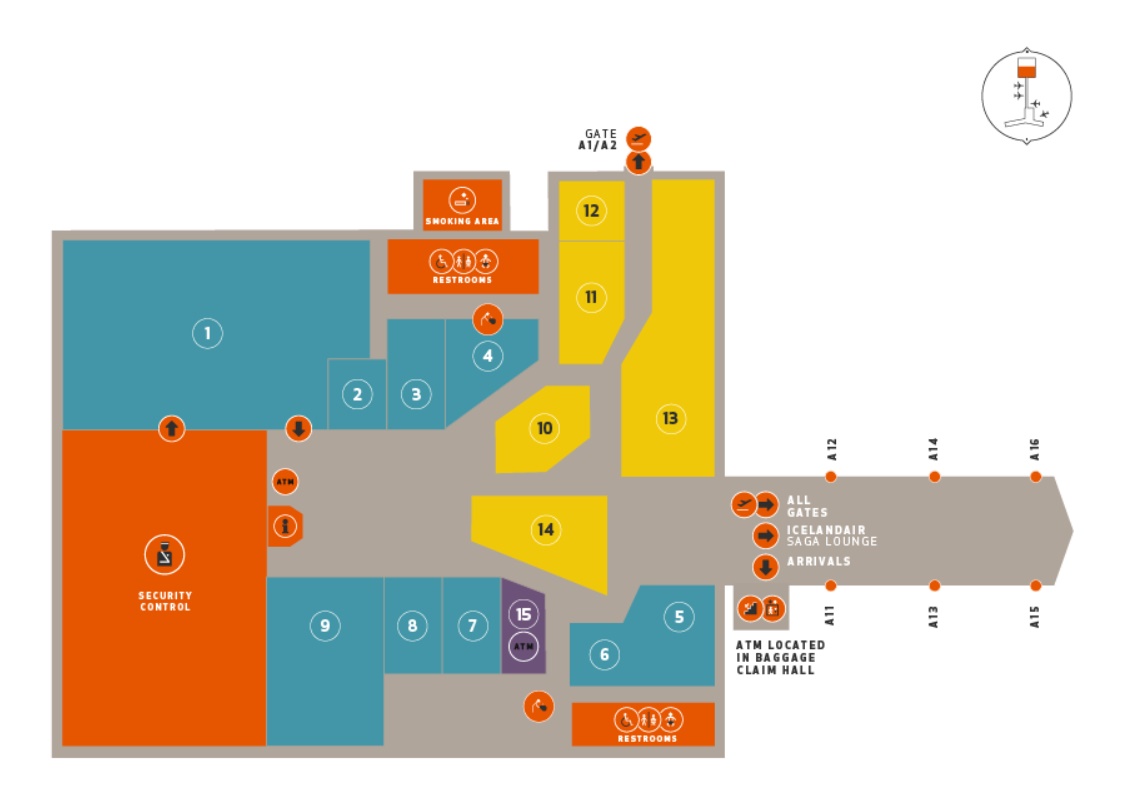 GATE
A1/A2
SMOKING AREA
RESTROOMS
12
11
1
4
2
3
13
10
A12
A14
A16
ATM
ALL
GATES
ICELANDAIR
SAGA LOUNGE
ARRIVALS
14
SECURITY
CONTROL
9
8
7
15
ATM
5
6
A11
A13
A15
ATM LOCATED
IN BAGGAGE
CLAIM HALL
RESTROOMS